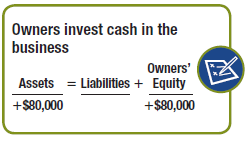 Owners invest cash in the
business
Owners'
Assets = Liabilities + Equity
+$80,000 +$80,000